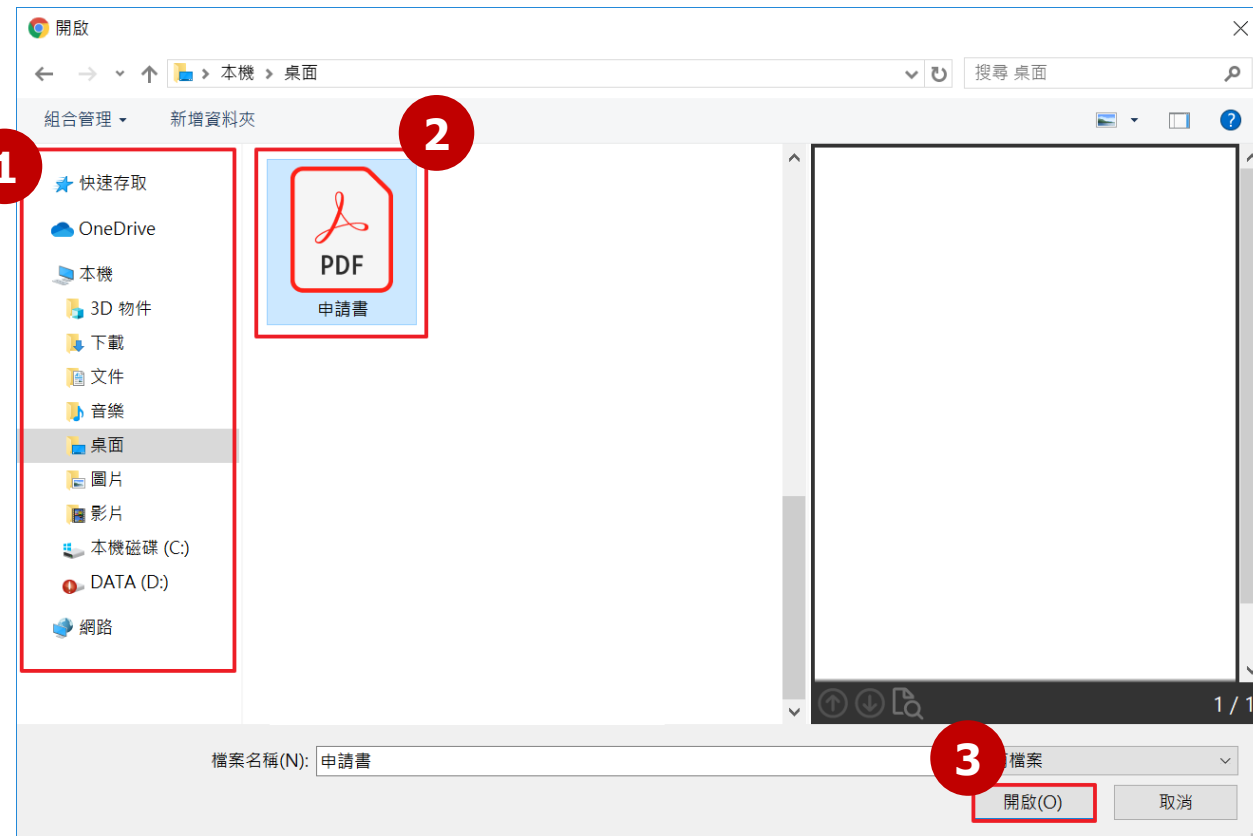 開啟
本機 > 桌面
搜尋 桌面
組合管理
新增資料夾
1
2
快速存取
OneDrive
本機
3D 物件
下載
文件
音樂
桌面
圖片
影片
本機磁碟 (C:)
DATA (D:)
網路
PDF
申請書
1 / 1
檔案名稱(N): 申請書
3
檔案
開啟(O)
取消